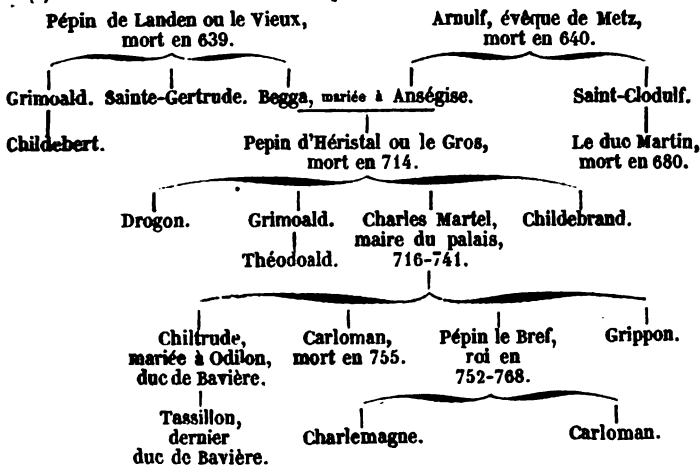 Pépin de Landen ou le Vieux,
mort en 639.
Arnulf, évêque de Metz,
mort en 640.
Grimoald. Sainte-Gertrude. Begga, mariée à Anségise. Saint-Clodulf.
Childebert.
Pepin d'Héristal ou le Gros,
mort en 714.
Le duc Martin,
mort en 680.
Drogon.
Grimoald.
Théodoald.
Charles Martel,
maire du palais,
716-741.
Childebrand.
Chiltrude,
mariée à Odilon,
duc de Bavière.
Carloman,
mort en 755.
Pépin le Bref,
roi en
752-768.
Grippon.
Tassillon,
dernier
duc de Bavière.
Charlemagne.
Carloman.